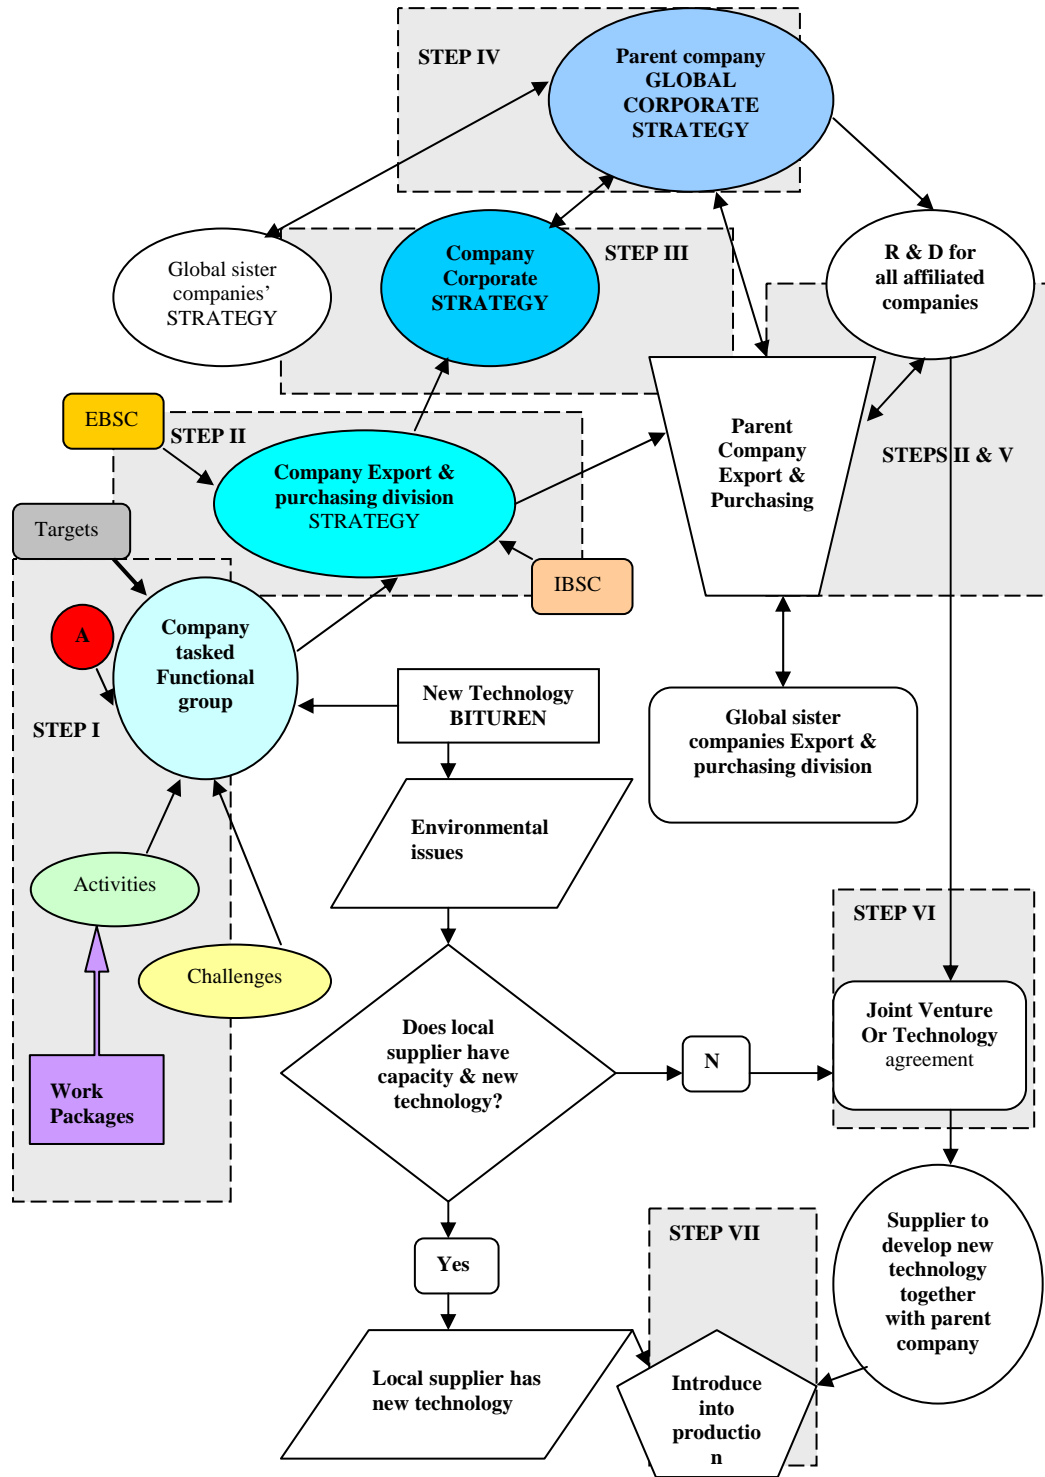 STEP IV
Parent company
GLOBAL
CORPORATE
STRATEGY
Global sister
companies’
STRATEGY
Company
Corporate
STRATEGY
STEP III
R & D for
all affiliated
companies
EBSC
STEP II
Company Export &
purchasing division
STRATEGY
Parent
Company
Export &
Purchasing
STEPS II & V
Targets
IBSC
A
Company
tasked
Functional
group
STEP I
New Technology
BITUREN
Global sister
companies Export &
purchasing division
Environmental
issues
Activities
Challenges
STEP VI
Work
Packages
Does local
supplier have
capacity & new
technology?
N
Joint Venture
Or Technology
agreement
Yes
STEP VII
Supplier to
develop new
technology
together
with parent
company
Local supplier has
new technology
Introduce
into
productio
n